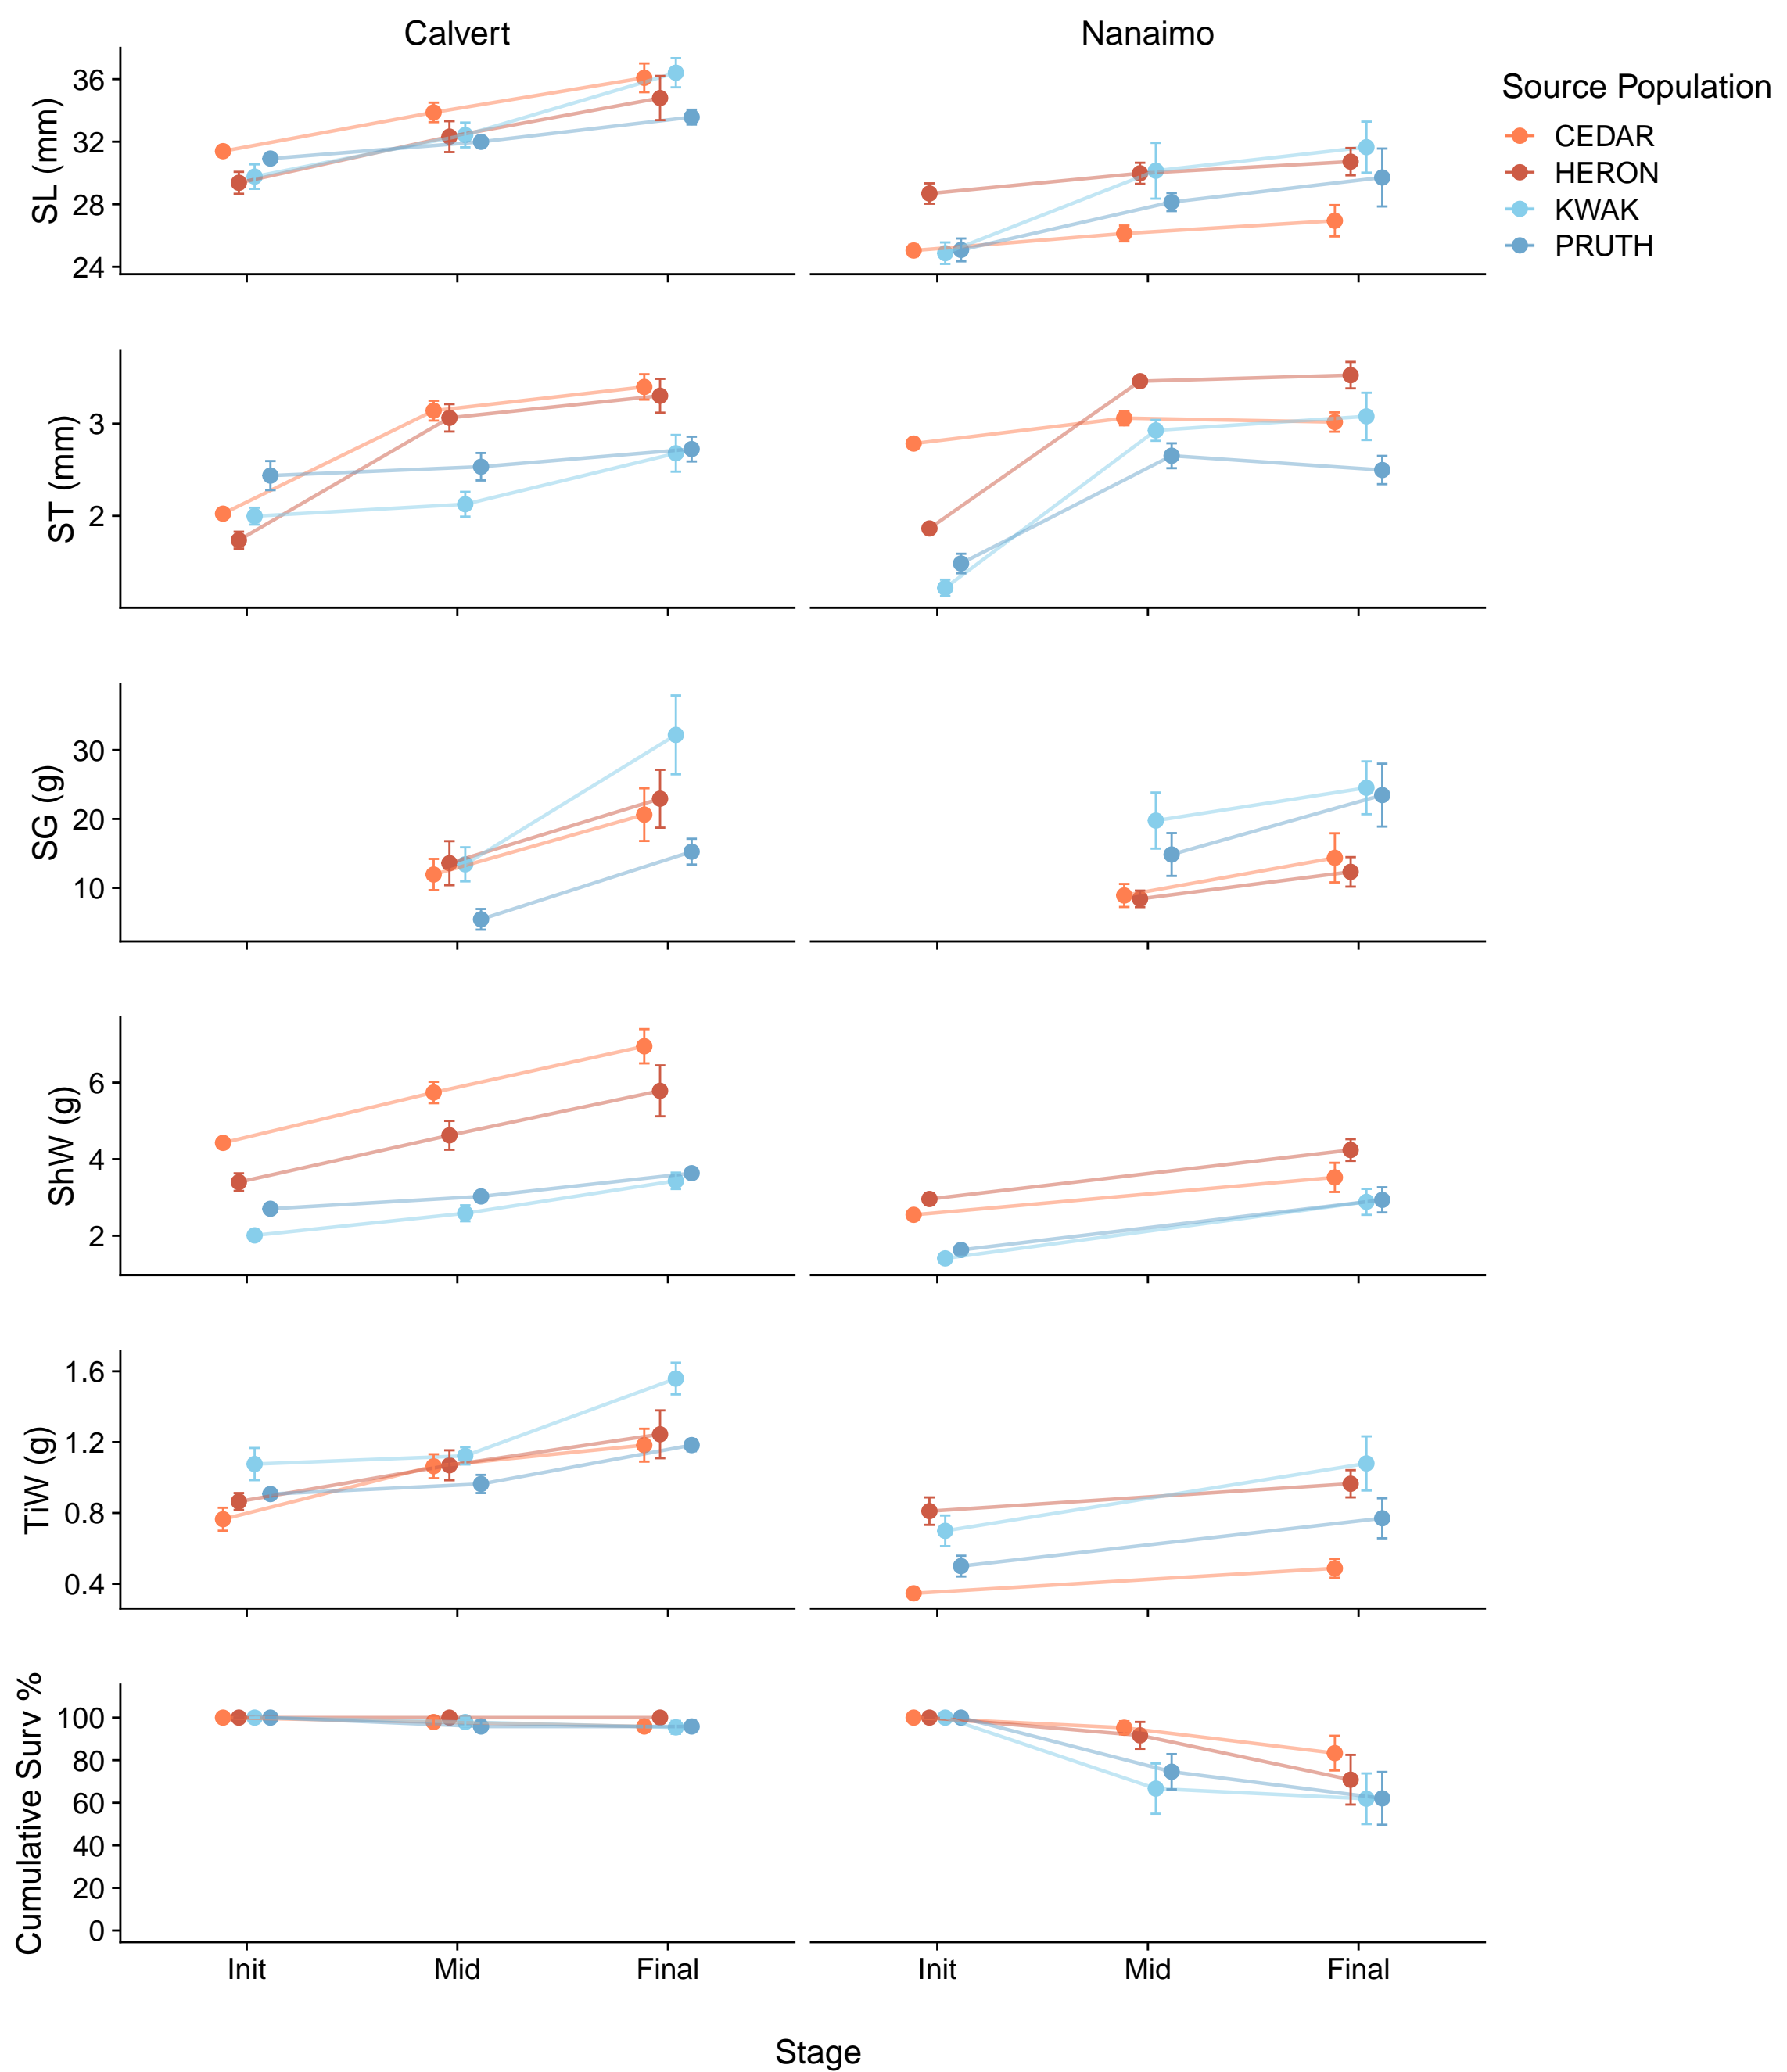 Calvert
Nanaimo
SL (mm)
36
32
28
24
Source Population
CEDAR
HERON
KWAK
PRUTH
ST (mm)
3
2
SG (g)
30
20
10
ShW (g)
6
4
2
TiW (g)
1.6
1.2
0.8
0.4
Cumulative Surv %
100
80
60
40
20
0
Init Mid Final
Init Mid Final
Stage